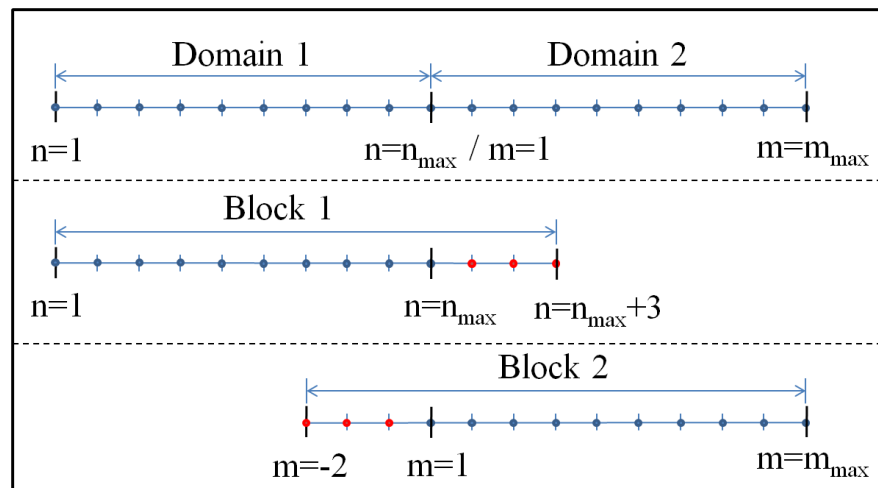 Domain 1 Domain 2
n=1 n=nmax / m=1 m=mmax
Block 1
n=1 n=nmax n=nmax+3
Block 2
m=-2 m=1 m=mmax